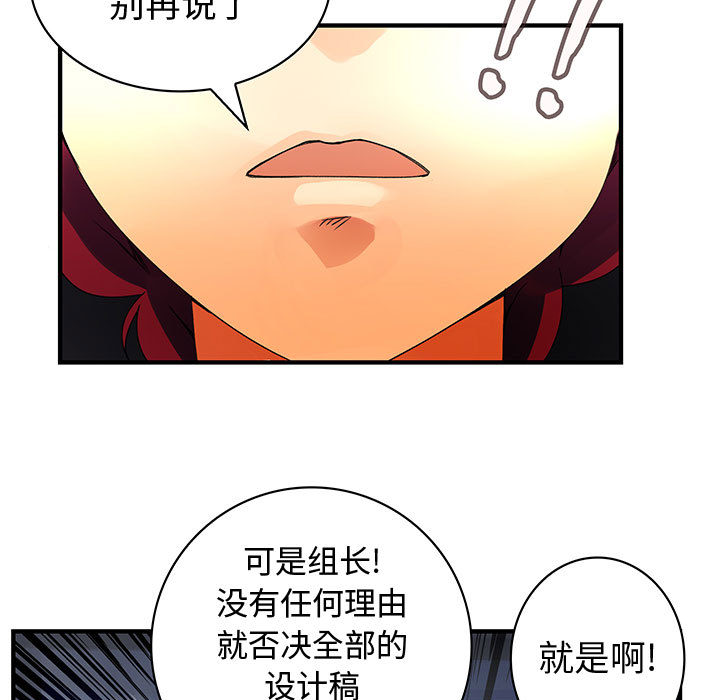 别再说了
可是组长!
没有任何理由
就否决全部的
设计稿
就是啊!